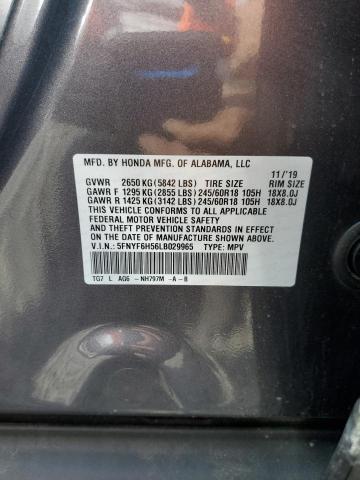 MFD. BY HONDA MFG. OF ALABAMA, LLC
11/'19
GVWR 2650 KG (5842 LBS) TIRE SIZE RIM SIZE
GAWR F 1295 KG (2855 LBS) 245/60R18 105H 18X8.0J
GAWR R 1425 KG (3142 LBS) 245/60R18 105H 18X8.0J
THIS VEHICLE CONFORMS TO ALL APPLICABLE
FEDERAL MOTOR VEHICLE SAFETY, BUMPER,
AND THEFT PREVENTION STANDARDS IN EFFECT
ON THE DATE OF MANUFACTURE SHOWN ABOVE.
V.I.N.: 5FNYF6H56LB029965 TYPE: MPV
TG7 L AG6 - NH797M -A - B